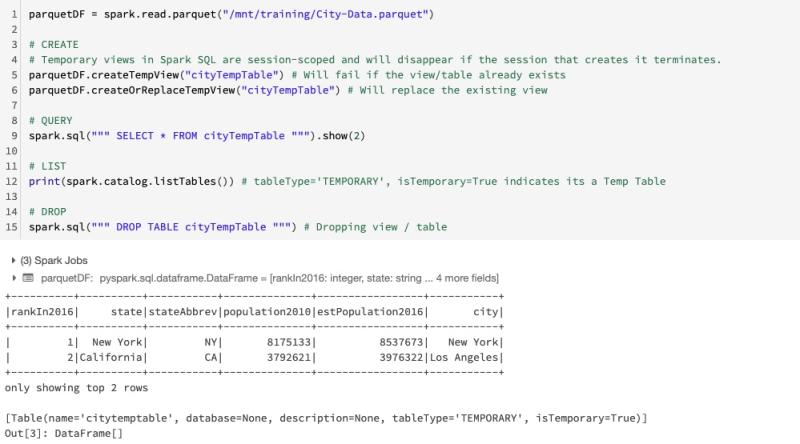 1 parquetDF = spark.read.parquet("/mnt/training/City-Data.parquet")
2
3 # CREATE
4 # Temporary views in Spark SQL are session-scoped and will disappear if the session that creates it terminates.
5 parquetDF.createTempView("cityTempTable") # Will fail if the view/table already exists
6 parquetDF.createOrReplaceTempView("cityTempTable") # Will replace the existing view
7
8 # QUERY
9 spark.sql(""" SELECT * FROM cityTempTable """).show(2)
10
11 # LIST
12 print(spark.catalog.listTables()) # tableType='TEMPORARY', isTemporary=True indicates its a Temp Table
13
14 # DROP
15 spark.sql(""" DROP TABLE cityTempTable """) # Dropping view / table
(3) Spark Jobs
parquetDF: pyspark.sql.dataframe.DataFrame = [rankIn2016: integer, state: string ... 4 more fields]
+----------+----------+-----------+--------------+-----------------+-----------+
|rankIn2016|     state|stateAbbrev|population2010|estPopulation2016|       city|
+----------+----------+-----------+--------------+-----------------+-----------+
|         1|  New York|         NY|       8175133|          8537673|   New York|
|         2|California|         CA|       3792621|          3976322|Los Angeles|
+----------+----------+-----------+--------------+-----------------+-----------+
only showing top 2 rows
[Table(name='citytemptable', database=None, description=None, tableType='TEMPORARY', isTemporary=True)]
Out[3]: DataFrame[]